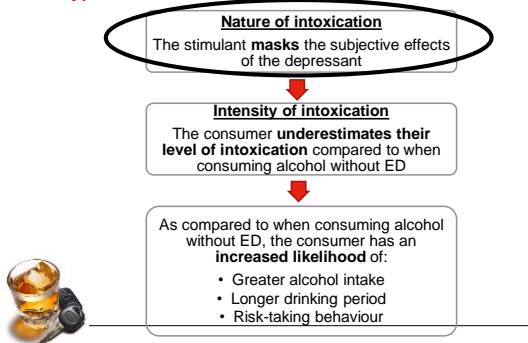 Nature of intoxication
The stimulant masks the subjective effects
of the depressant
Intensity of intoxication
The consumer underestimates their
level of intoxication compared to when
consuming alcohol without ED
As compared to when consuming alcohol
without ED, the consumer has an
increased likelihood of:
• Greater alcohol intake
• Longer drinking period
• Risk-taking behaviour